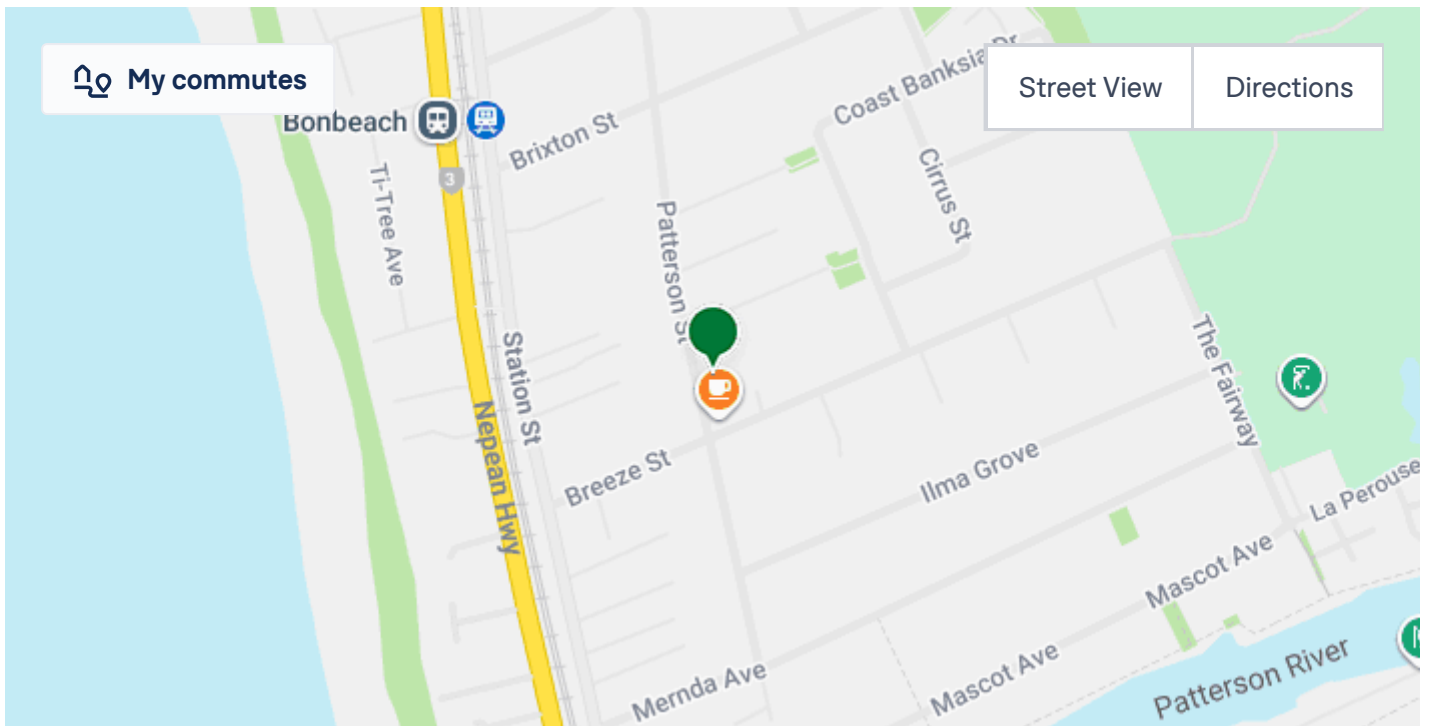 My commutes
Street View
Directions
Bonbeach
3
Brixton St
Coast Banksia Dr
Cirrus St
Ti-Tree Ave
Patterson St
Station St
Nepean Hwy
The Fairway
Breeze St
Ilma Grove
La Perouse
Mascot Ave
Mascot Ave
Mernda Ave
Patterson River